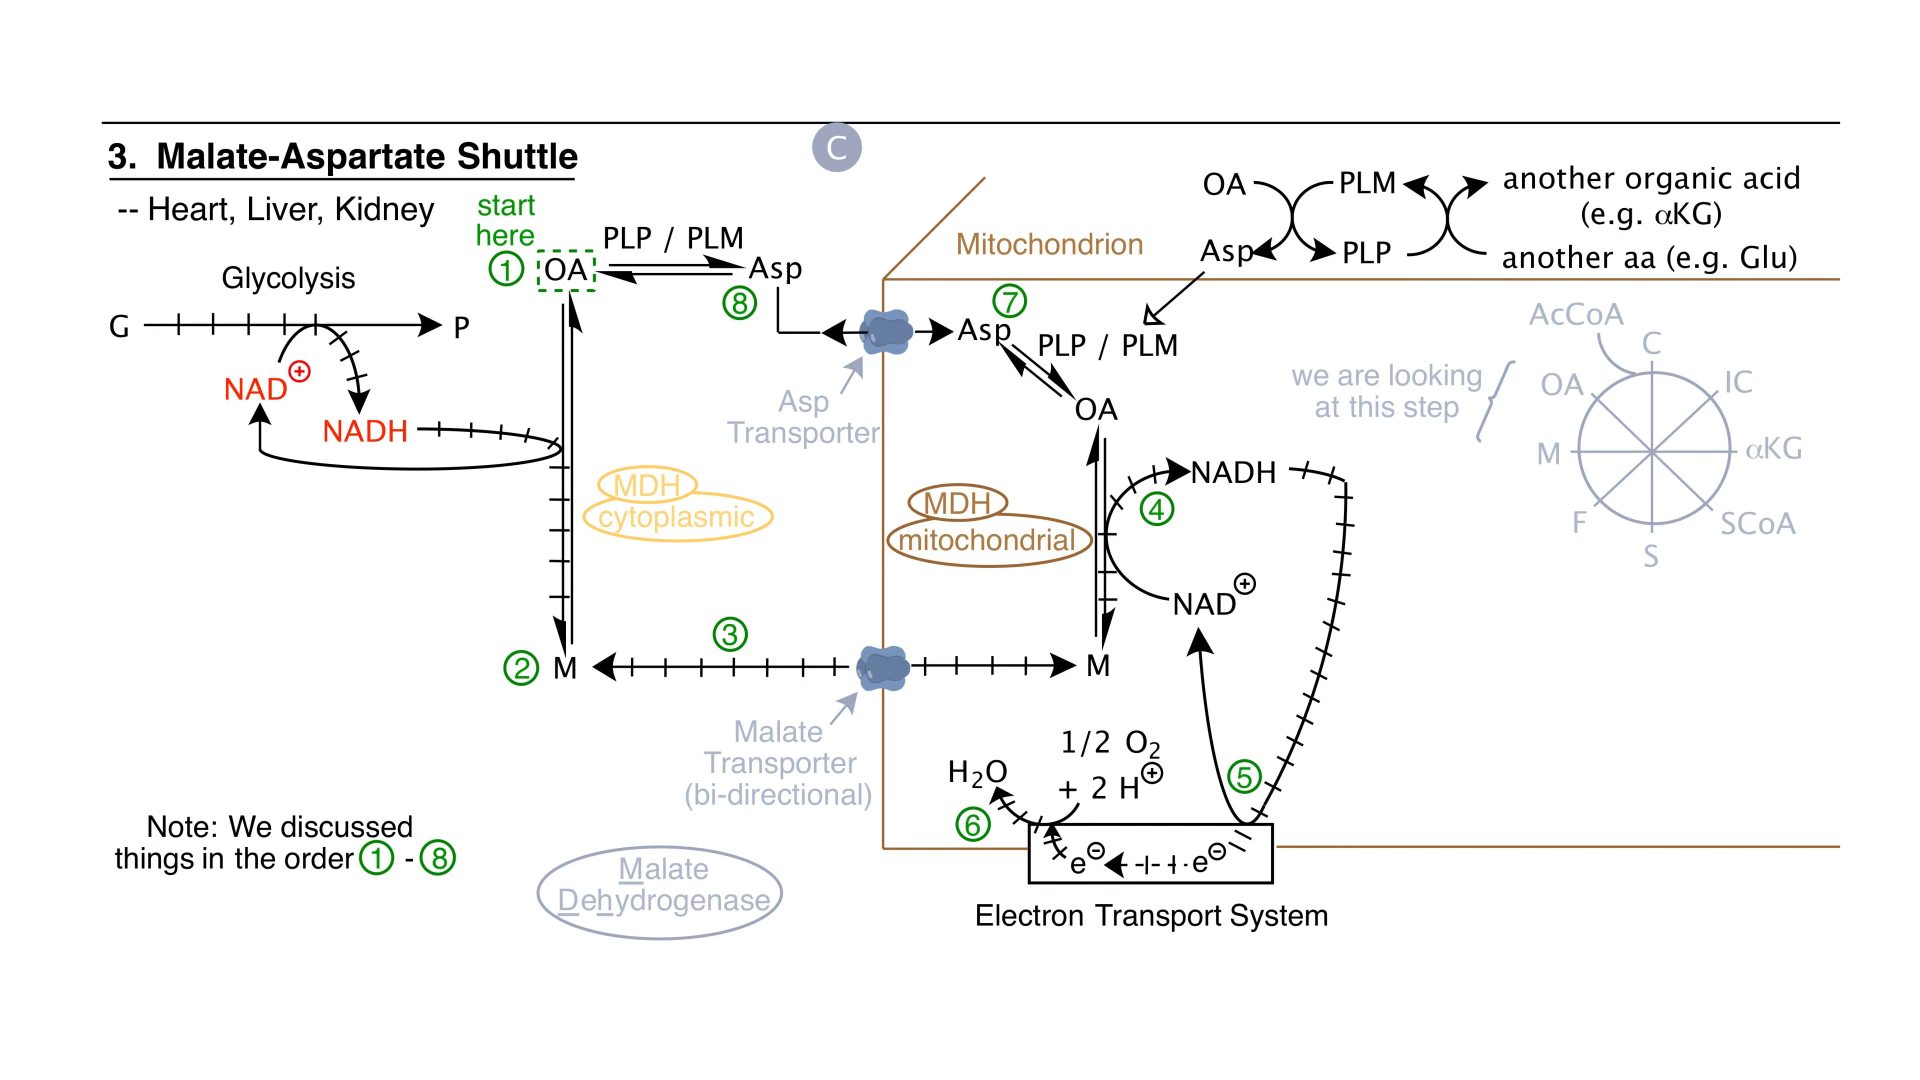 3. Malate-Aspartate Shuttle
-- Heart, Liver, Kidney
C
start
here
1
OA
PLP / PLM
Asp
8
Glycolysis
G
P
NAD⊕
NADH
MDH
cytoplasmic
2
M
3
Asp
Transporter
Malate
Transporter
(bi-directional)
Malate
Dehydrogenase
Note: We discussed
things in the order 1 - 8
Mitochondrion
OA
PLM
another organic acid
(e.g. αKG)
Asp
PLP
another aa (e.g. Glu)
7
Asp
PLP / PLM
OA
MDH
mitochondrial
NADH
4
NAD⊕
M
5
1/2 O₂
+ 2 H⊕
H₂O
6
e⊖
e⊖
Electron Transport System
we are looking
at this step
AcCoA
C
OA
IC
M
αKG
F
SCoA
S